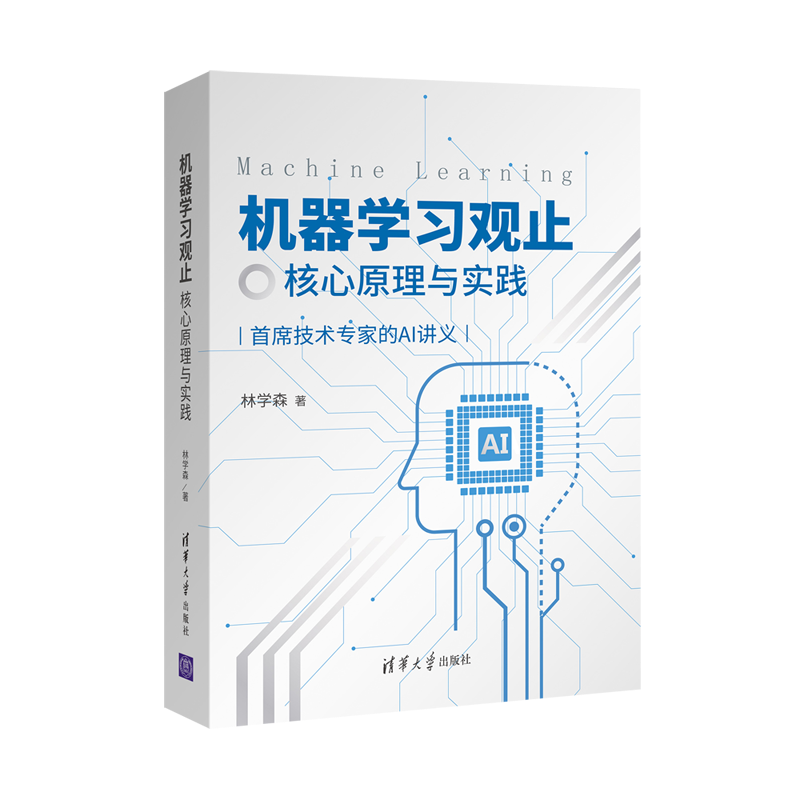 Machine Learning
机器学习观止
核心原理与实践
首席技术专家的AI讲义
林学森 著
AI
清华大学出版社
机器学习观止 核心原理与实践
林学森/著
清华大学出版社